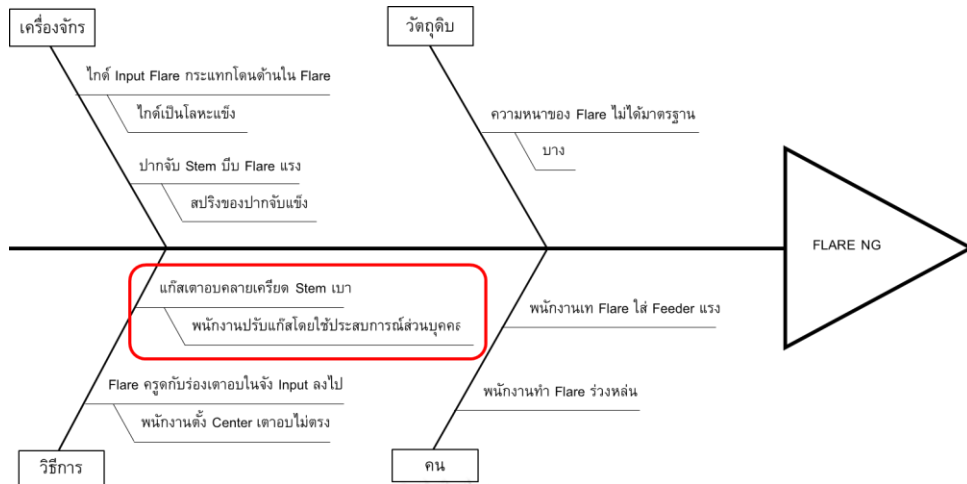 เครื่องจักร
วัตถุดิบ
ไกด์ Input Flare กระแทกโดนด้านใน Flare
ไกด์เป็นโลหะแข็ง
ความหนาของ Flare ไม่ได้มาตรฐาน
บาง
ปากจับ Stem บีบ Flare แรง
สปริงของปากจับแข็ง
FLARE NG
แก๊สเตาอบคลายเครียด Stem เบา
พนักงานปรับแก๊สโดยใช้ประสบการณ์ส่วนบุคคล
พนักงานเท Flare ใส่ Feeder แรง
Flare ครูดกับร่องเตาอบในจัง Input ลงไป
พนักงานตั้ง Center เตาอบไม่ตรง
พนักงานทำ Flare ร่วงหล่น
วิธีการ
คน